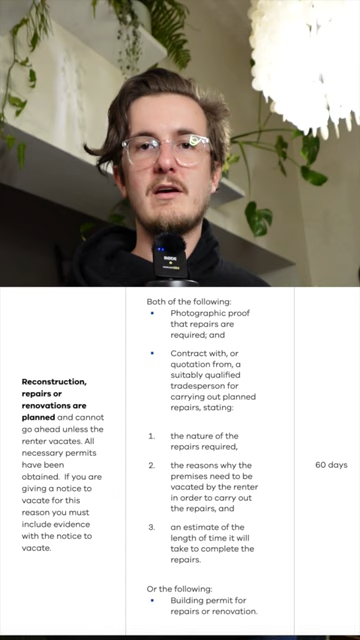 RØDE
Both of the following:
• Photographic proof
that repairs are
required; and
• Contract with, or
quotation from, a
suitably qualified
tradesperson for
carrying out planned
repairs, stating:
Reconstruction,
repairs or
renovations are
planned and cannot
go ahead unless the
renter vacates. All
necessary permits
have been
obtained. If you are
giving a notice to
vacate for this
reason you must
include evidence
with the notice to
vacate.
1. the nature of the
repairs required,
2. the reasons why the
premises need to be
vacated by the renter
in order to carry out
the repairs, and
3. an estimate of the
length of time it will
take to complete the
repairs.
60 days
Or the following:
• Building permit for
repairs or renovation.